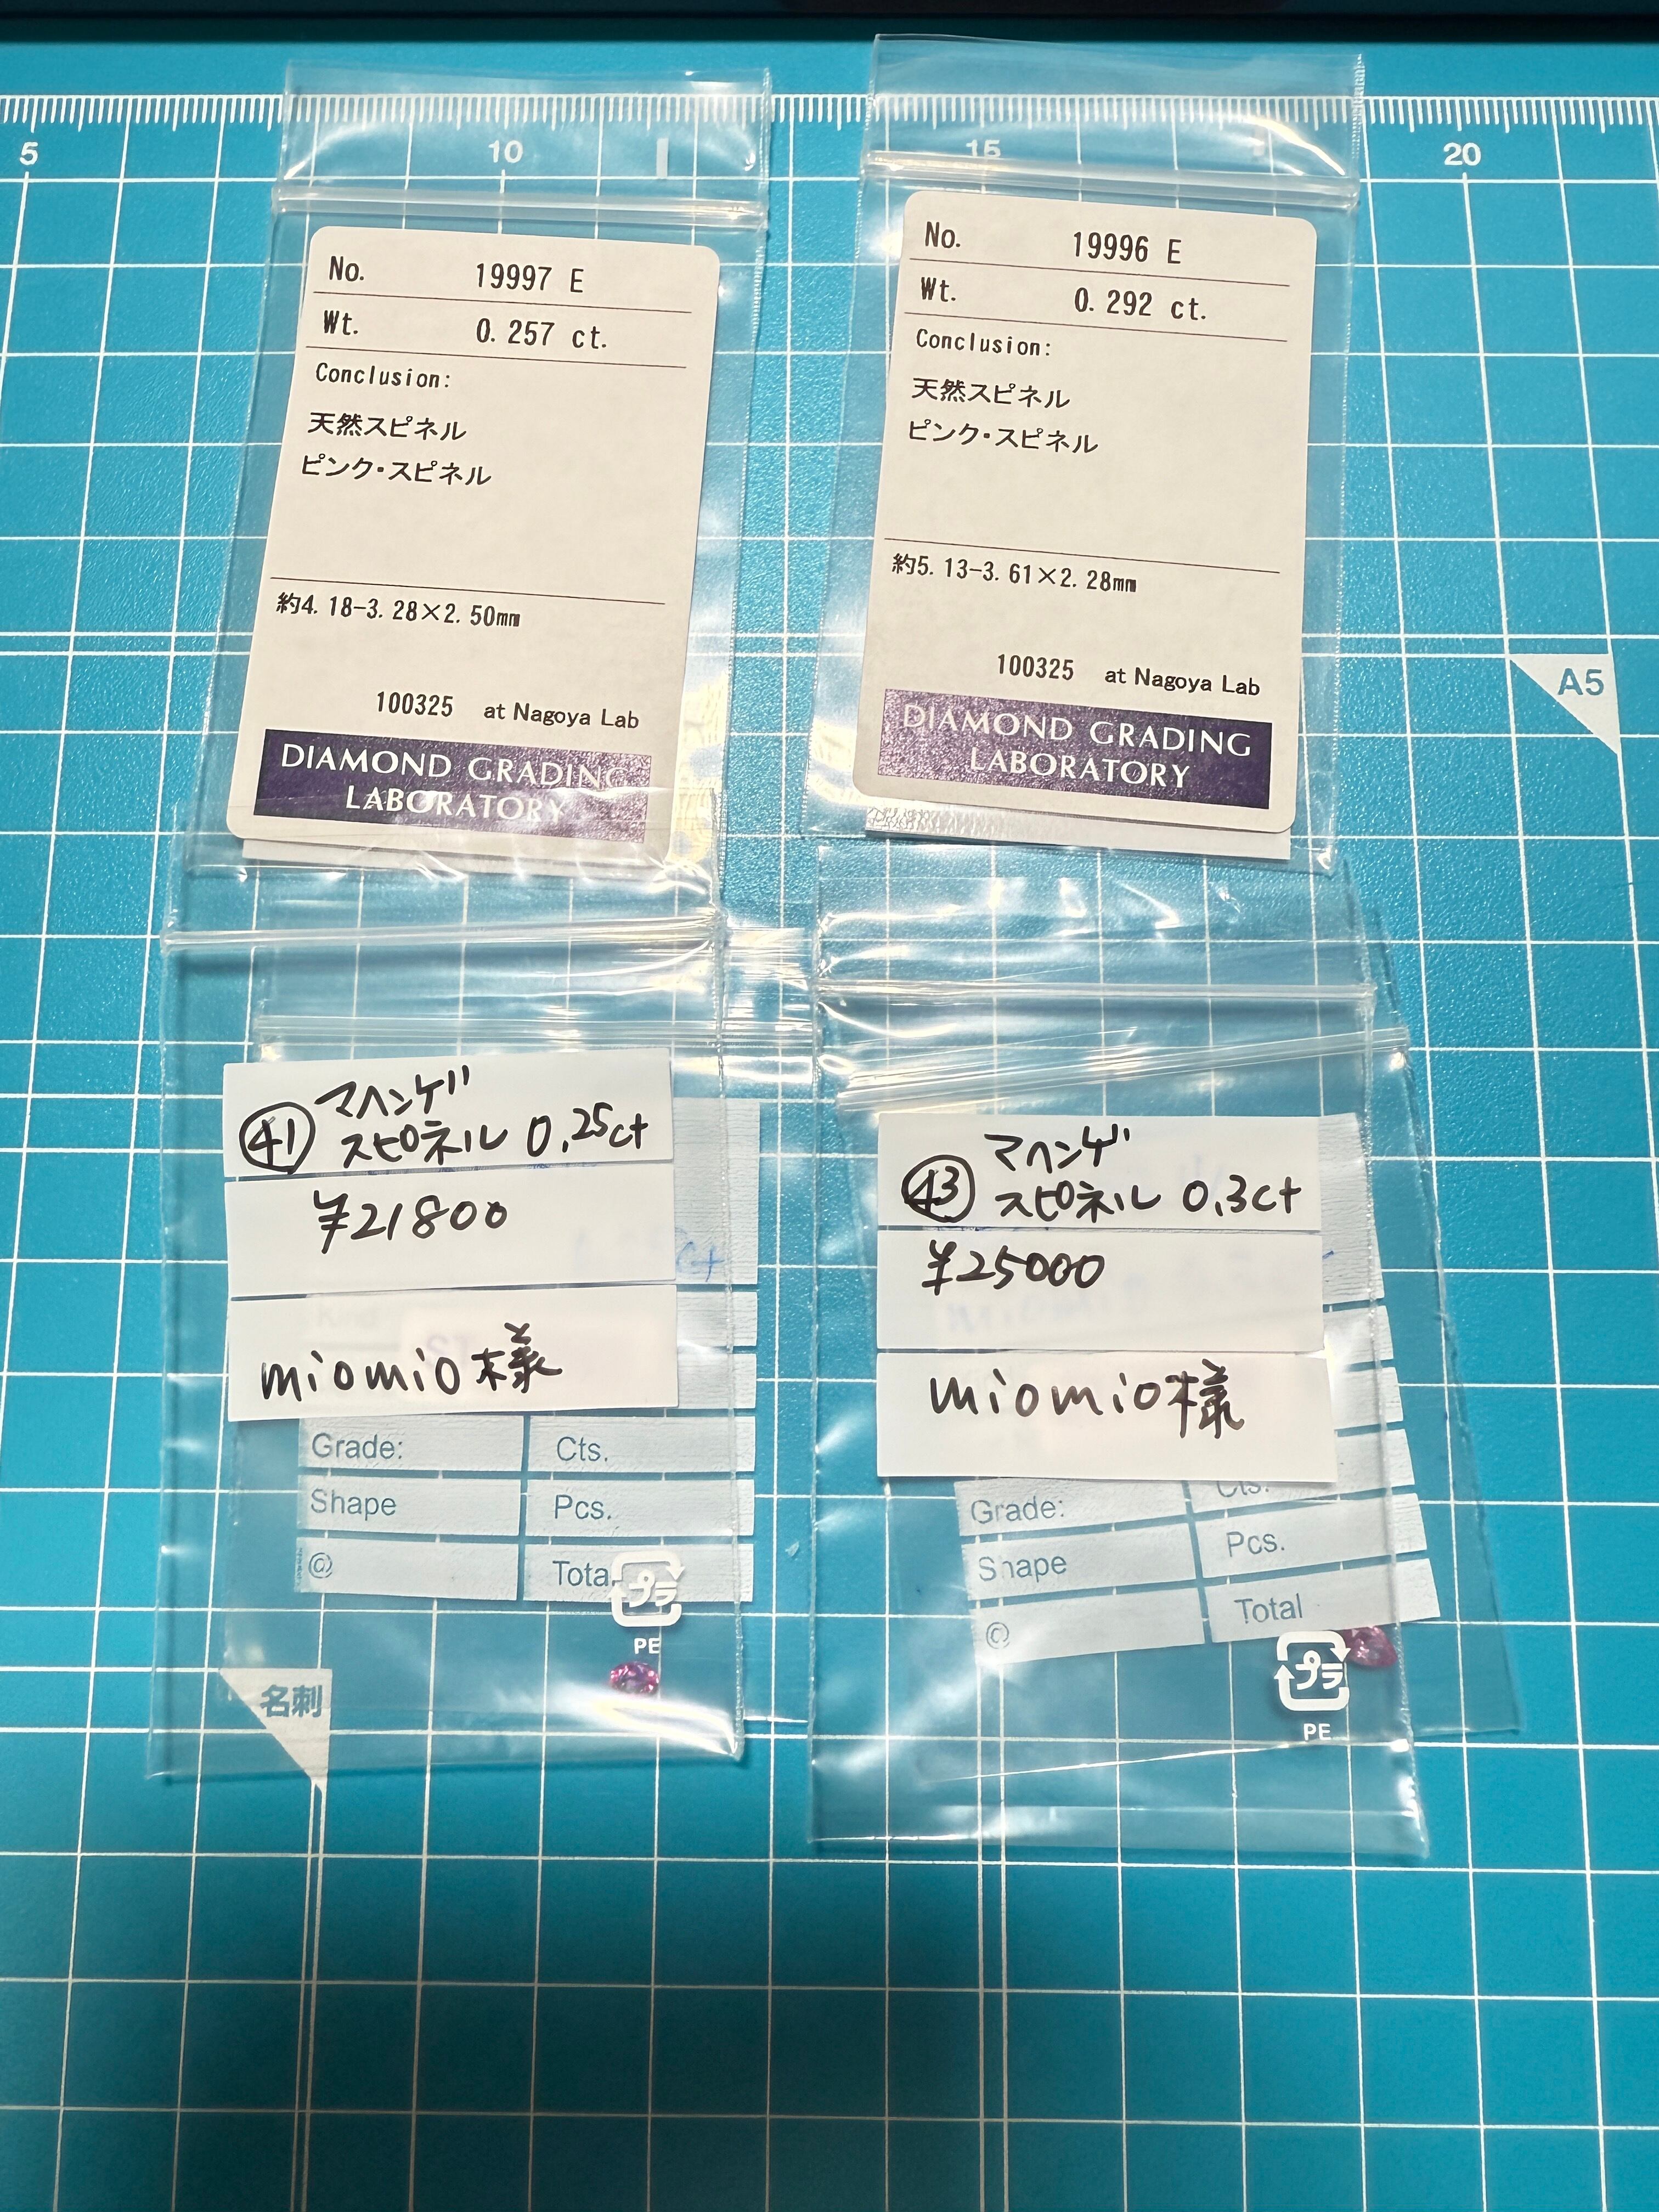 5
10
15
20
No. 19997 E
Wt. 0.257 ct.
Conclusion:
天然スピネル
ピンク・スピネル
約4.18-3.28×2.50mm
100325 at Nagoya Lab
DIAMOND GRADING
LABORATORY
No. 19996 E
Wt. 0.292 ct.
Conclusion:
天然スピネル
ピンク・スピネル
約5.13-3.61×2.28mm
100325 at Nagoya Lab
DIAMOND GRADING
LABORATORY
A5
㊶ マヘンゲ
スピネル 0.25ct
¥21800
miomio様
Grade: Cts.
Shape Pcs.
@ Total
プラ
PE
名刺
㊸ マヘンゲ
スピネル 0.3ct
¥25000
miomio様
Grade: Cts.
Shape Pcs.
@ Total
プラ
PE